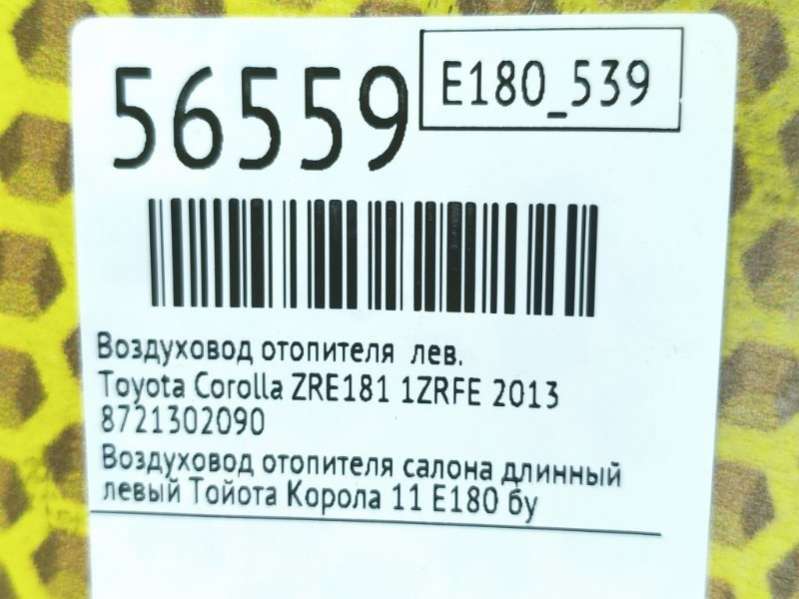 56559
E180_539
Воздуховод отопителя лев.
Toyota Corolla ZRE181 1ZRFE 2013
8721302090
Воздуховод отопителя салона длинный
левый Тойота Корола 11 Е180 бу